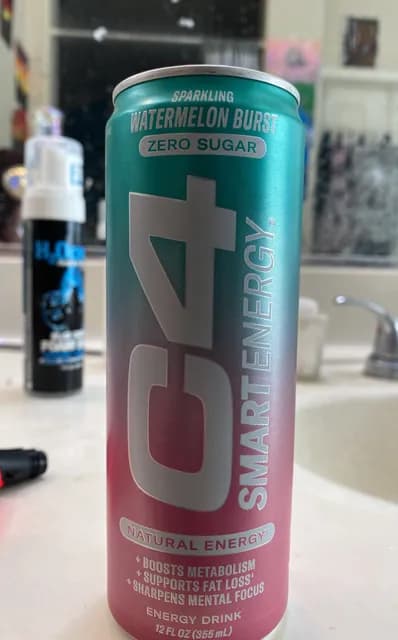 SPARKLING
WATERMELON BURST
ZERO SUGAR
C4
SMART ENERGY®
NATURAL ENERGY
+ BOOSTS METABOLISM
+ SUPPORTS FAT LOSS†
+ SHARPENS MENTAL FOCUS
ENERGY DRINK
12 FL OZ (355 mL)